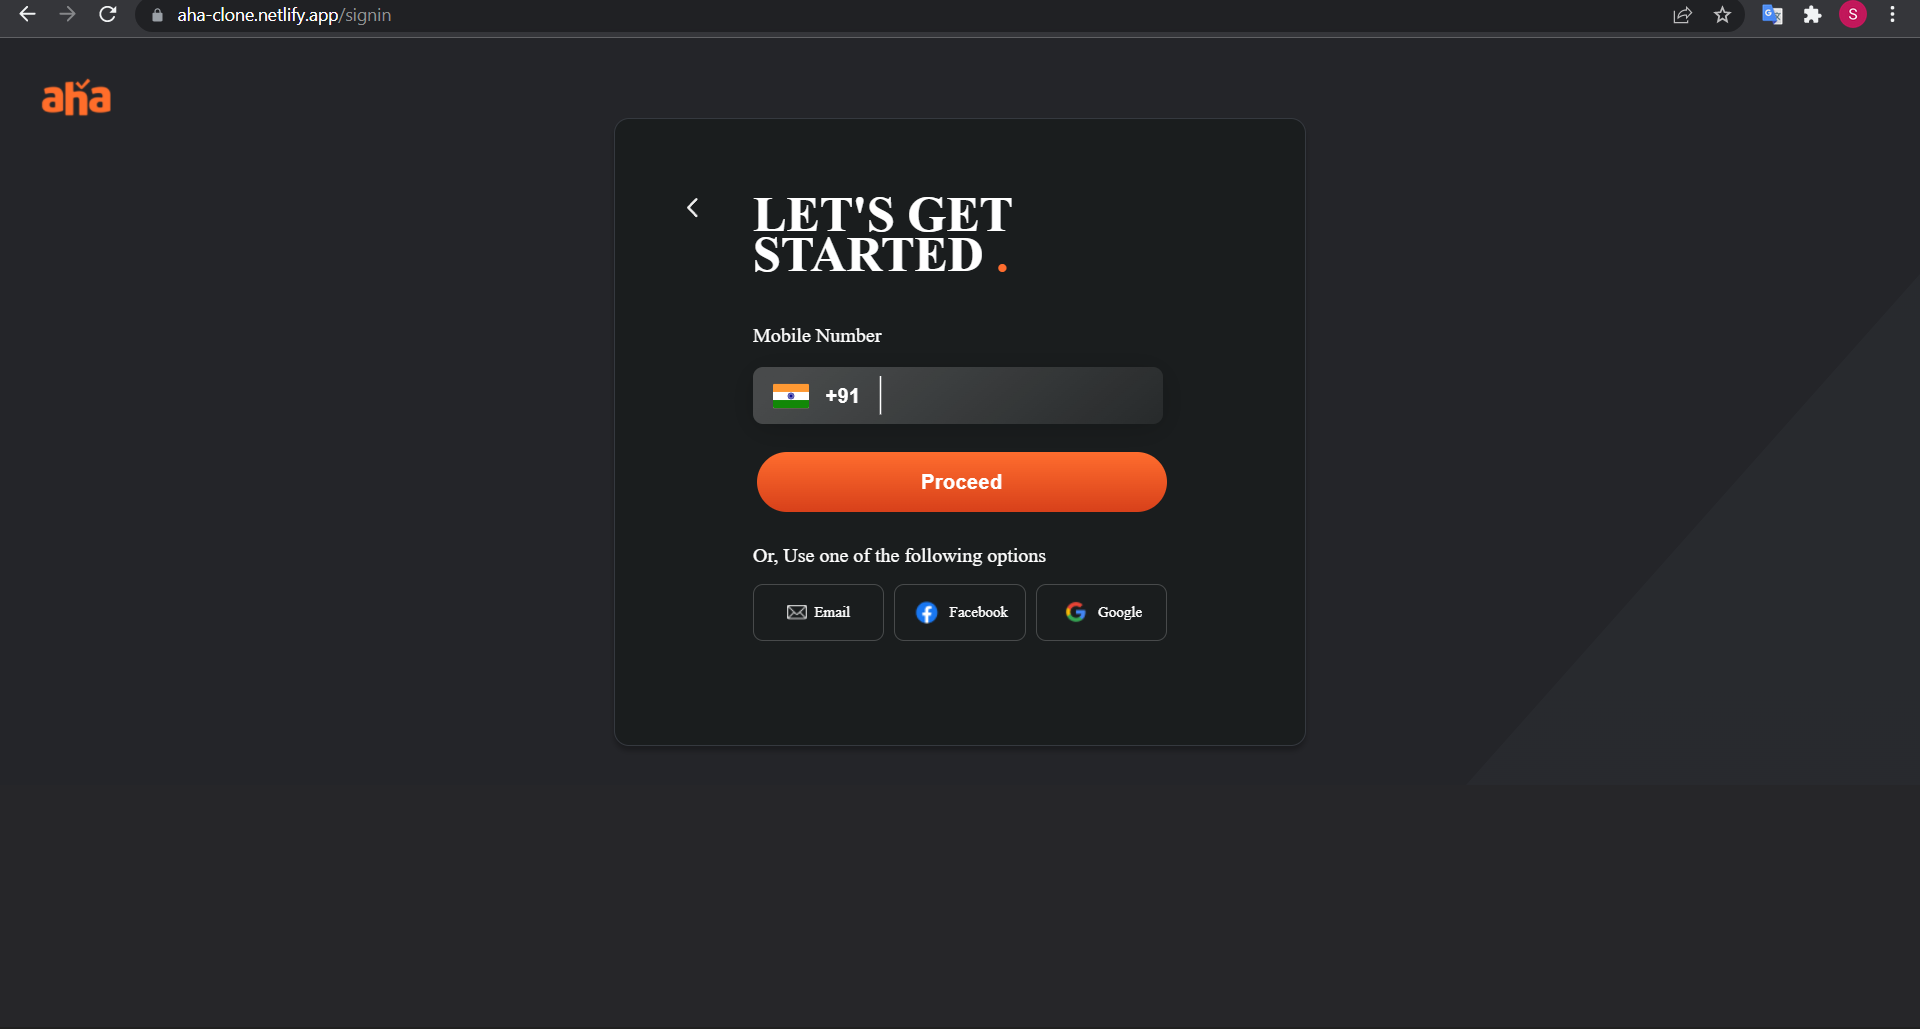 aha-clone.netlify.app/signin
S
aha
LET'S GET
STARTED .
Mobile Number
+91
Proceed
Or, Use one of the following options
Email
Facebook
Google